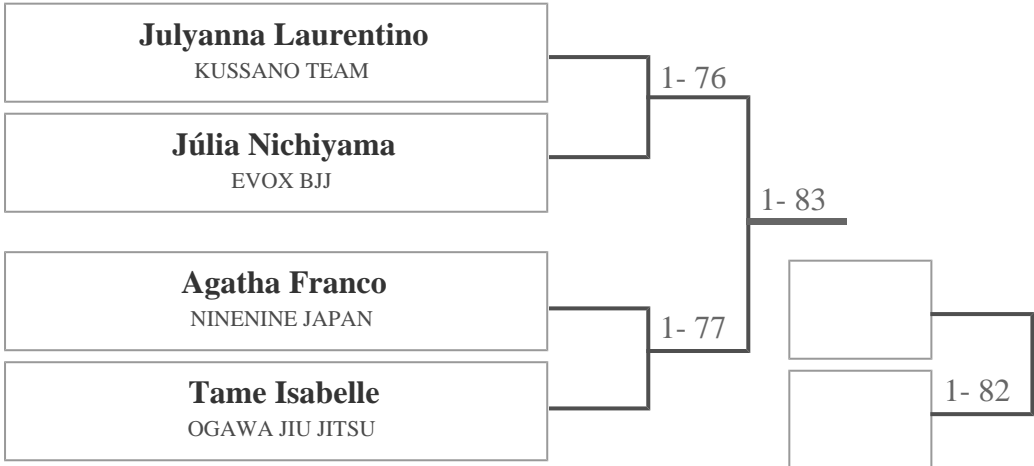 Julyanna Laurentino
KUSSANO TEAM
1- 76
Júlia Nichiyama
EVOX BJJ
1- 83
Agatha Franco
NINENINE JAPAN
1- 77
Tame Isabelle
OGAWA JIU JITSU
1- 82